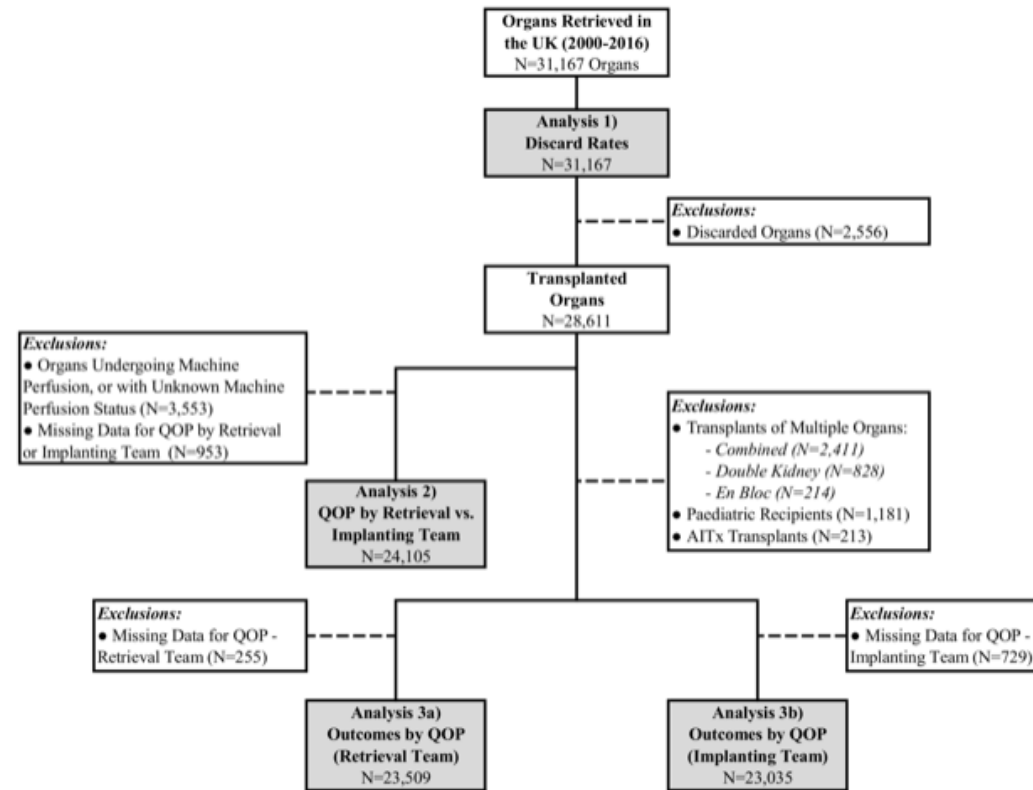 Organs Retrieved in
the UK (2000-2016)
N=31,167 Organs
Analysis 1)
Discard Rates
N=31,167
Exclusions:
● Discarded Organs (N=2,556)
Transplanted
Organs
N=28,611
Exclusions:
● Organs Undergoing Machine
Perfusion, or with Unknown Machine
Perfusion Status (N=3,553)
● Missing Data for QOP by Retrieval
or Implanting Team (N=953)
Exclusions:
● Transplants of Multiple Organs:
- Combined (N=2,411)
- Double Kidney (N=828)
- En Bloc (N=214)
● Paediatric Recipients (N=1,181)
● AITx Transplants (N=213)
Analysis 2)
QOP by Retrieval vs.
Implanting Team
N=24,105
Exclusions:
● Missing Data for QOP -
Retrieval Team (N=255)
Exclusions:
● Missing Data for QOP -
Implanting Team (N=729)
Analysis 3a)
Outcomes by QOP
(Retrieval Team)
N=23,509
Analysis 3b)
Outcomes by QOP
(Implanting Team)
N=23,035